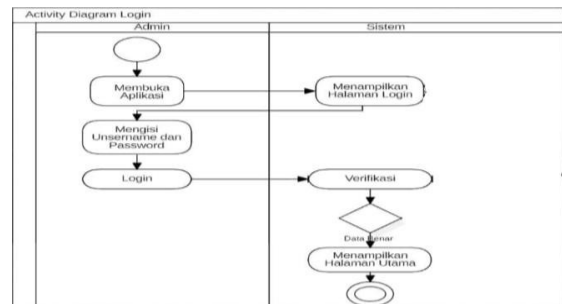 Activity Diagram Login
Admin
Sistem
Membuka
Aplikasi
Menampilkan
Halaman Login
Mengisi
Unsername dan
Password
Login
Verifikasi
Data Benar
Menampilkan
Halaman Utama